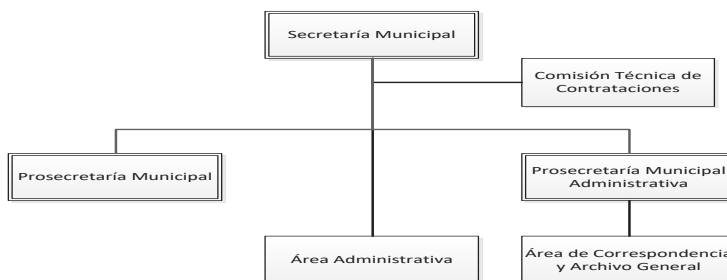 Secretaría Municipal
Comisión Técnica de
Contrataciones
Prosecretaría Municipal
Prosecretaría Municipal
Administrativa
Área Administrativa
Área de Correspondencia
y Archivo General